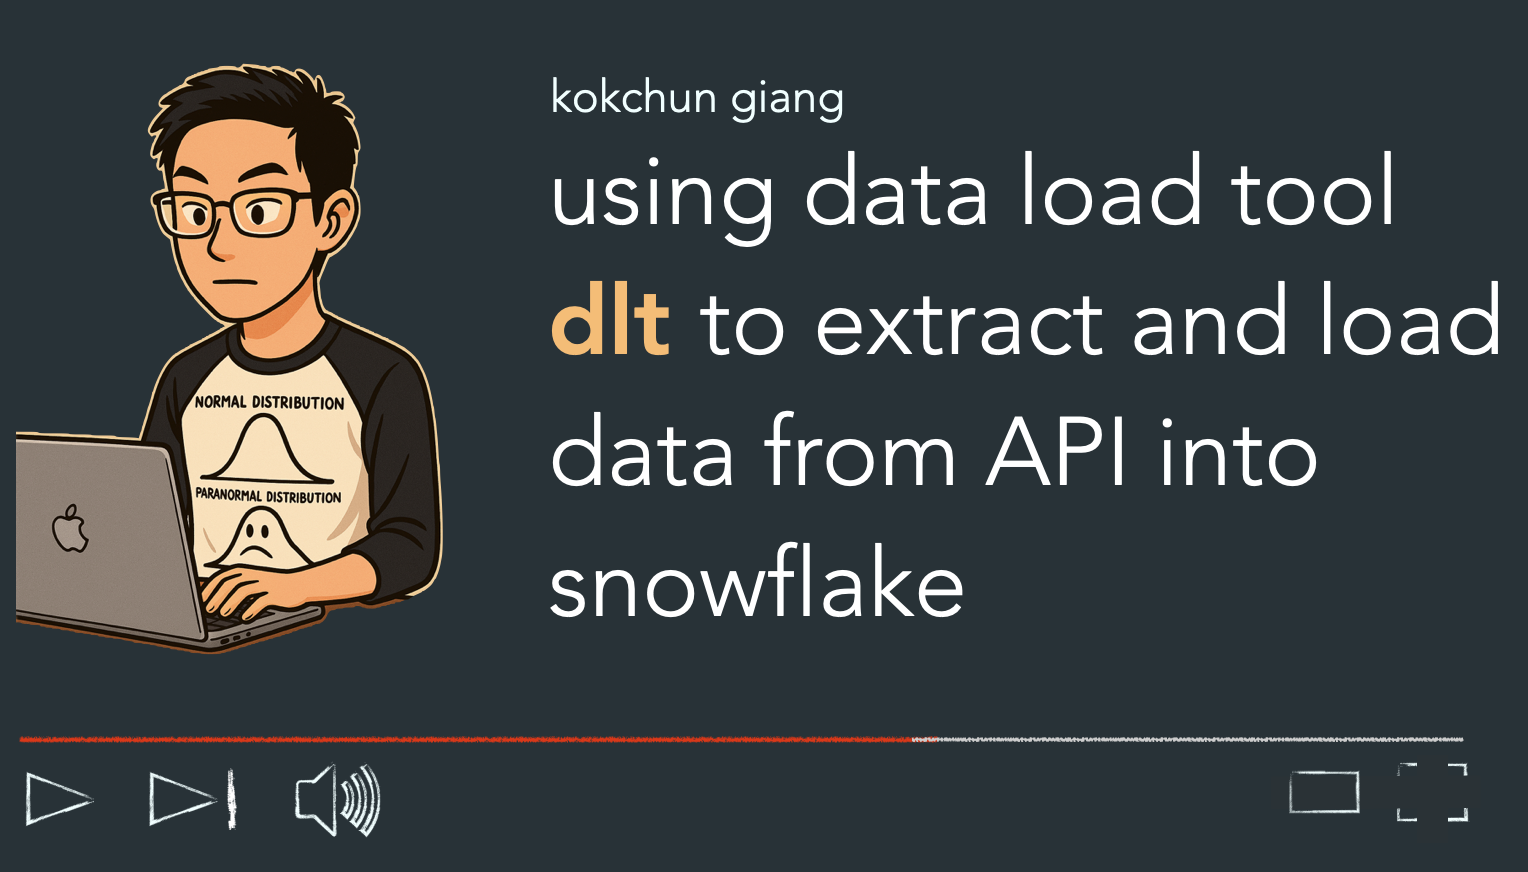 kokchun giang
using data load tool
dlt to extract and load
data from API into
snowflake
NORMAL DISTRIBUTION
PARANORMAL DISTRIBUTION